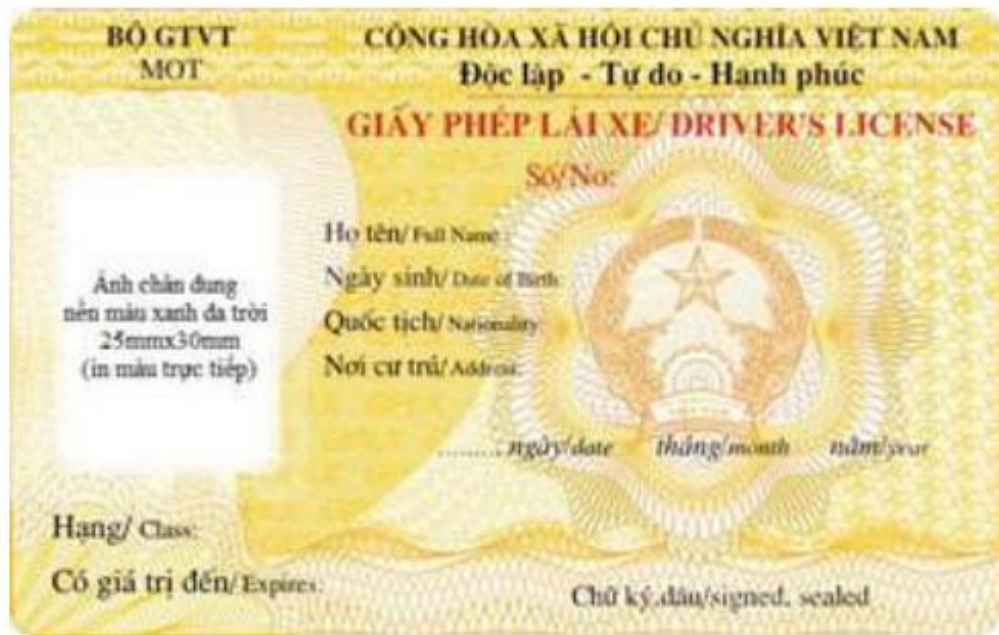 BỘ GTVT
MOT
CỘNG HÒA XÃ HỘI CHỦ NGHĨA VIỆT NAM
Độc lập - Tự do - Hạnh phúc
GIẤY PHÉP LÁI XE/ DRIVER'S LICENSE
Số/No:
Ảnh chân dung
nền màu xanh da trời
25mmx30mm
(in màu trực tiếp)
Họ tên/ Full Name :
Ngày sinh/ Date of Birth:
Quốc tịch/ Nationality:
Nơi cư trú/ Address:
......... ngày/date tháng/month năm/year
Hạng/ Class:
Có giá trị đến/ Expires:
Chữ ký,dấu/signed, sealed